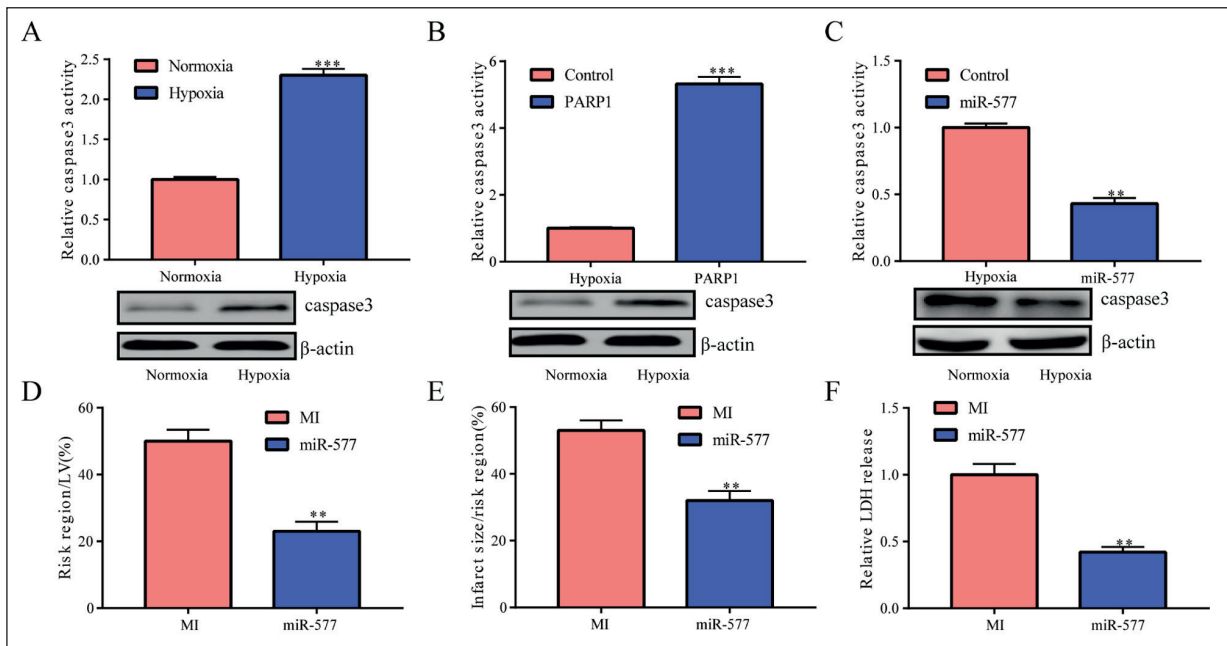 A
Relative caspase3 activity
2.5
2.0
1.5
1.0
0.5
0.0
Normoxia
Hypoxia
***
Normoxia
Hypoxia
caspase3
β-actin
Normoxia
Hypoxia
B
Relative caspase3 activity
6
4
2
0
Control
PARP1
***
Hypoxia
PARP1
caspase3
β-actin
Normoxia
Hypoxia
C
Relative caspase3 activity
1.5
1.0
0.5
0.0
Control
miR-577
**
Hypoxia
miR-577
caspase3
β-actin
Normoxia
Hypoxia
D
Risk region/LV(%)
60
40
20
0
MI
miR-577
**
MI
miR-577
E
Infarct size/risk region(%)
60
40
20
0
MI
miR-577
**
MI
miR-577
F
Relative LDH release
1.5
1.0
0.5
0.0
MI
miR-577
**
MI
miR-577